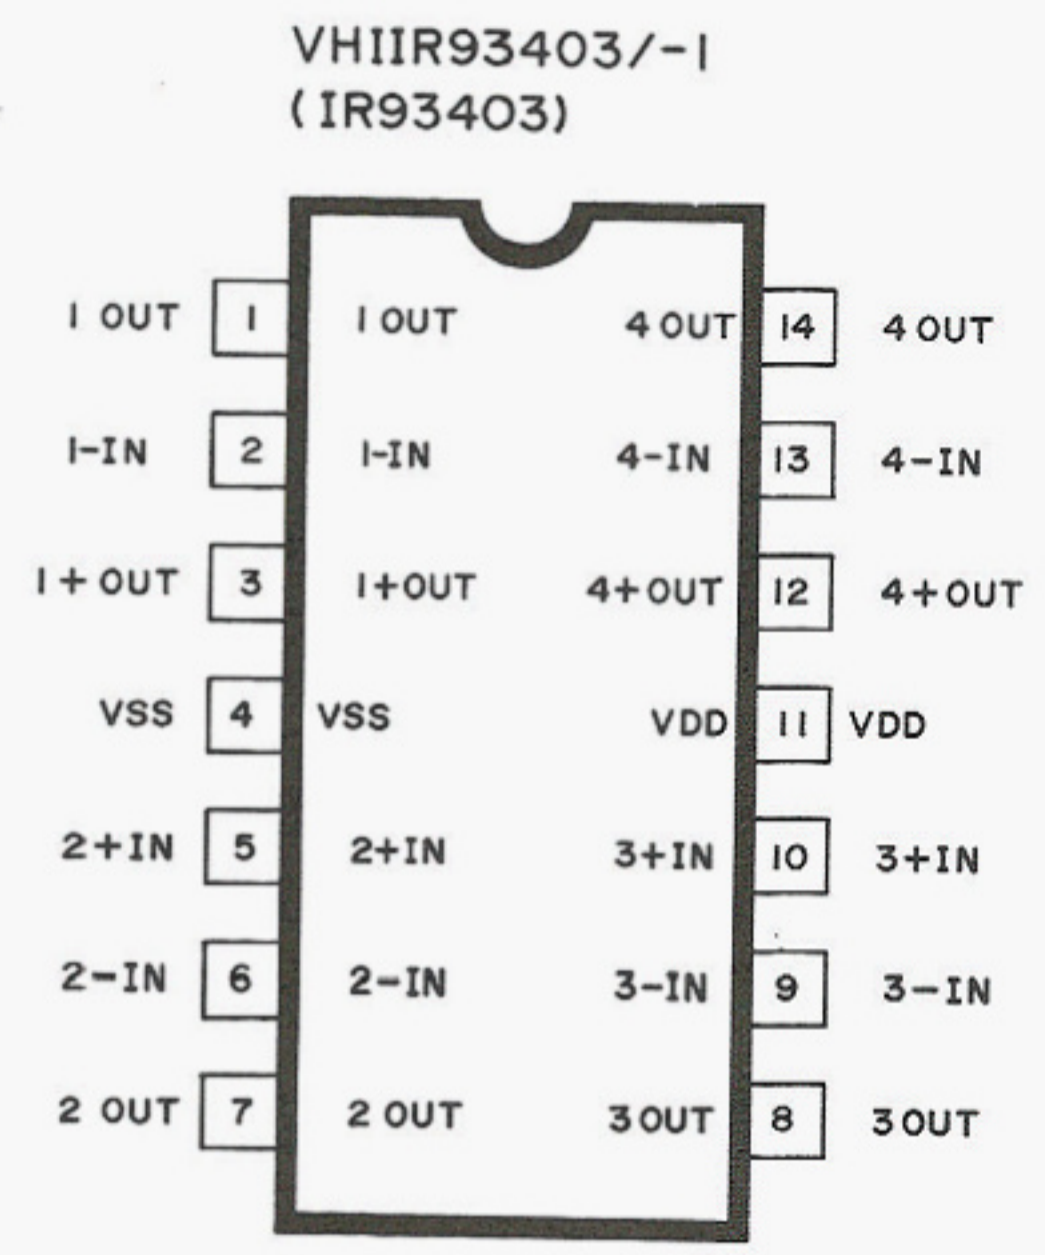 VHIIR93403/-1
(IR93403)
1 OUT 1 1 OUT 4 OUT 14 4 OUT
1-IN 2 1-IN 4-IN 13 4-IN
1+OUT 3 1+OUT 4+OUT 12 4+OUT
VSS 4 VSS VDD 11 VDD
2+IN 5 2+IN 3+IN 10 3+IN
2-IN 6 2-IN 3-IN 9 3-IN
2 OUT 7 2 OUT 3 OUT 8 3 OUT